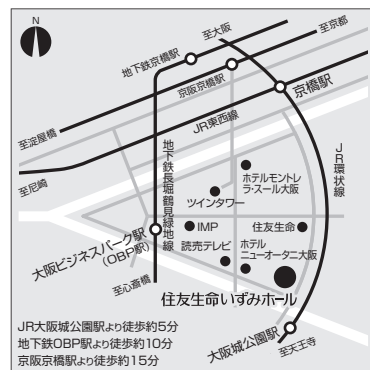 N
至大阪
至京都
地下鉄京橋駅
京阪京橋駅
京橋駅
至淀屋橋
JR東西線
至尼崎
地下鉄長堀鶴見緑地線
JR環状線
ホテルモントレ
ラ・スール大阪
ツインタワー
IMP
住友生命
読売テレビ
ホテル
ニューオータニ大阪
大阪ビジネスパーク駅
(OBP駅)
至心斎橋
住友生命いずみホール
大阪城公園駅
至天王寺
JR大阪城公園駅より徒歩約5分
地下鉄OBP駅より徒歩約10分
京阪京橋駅より徒歩約15分